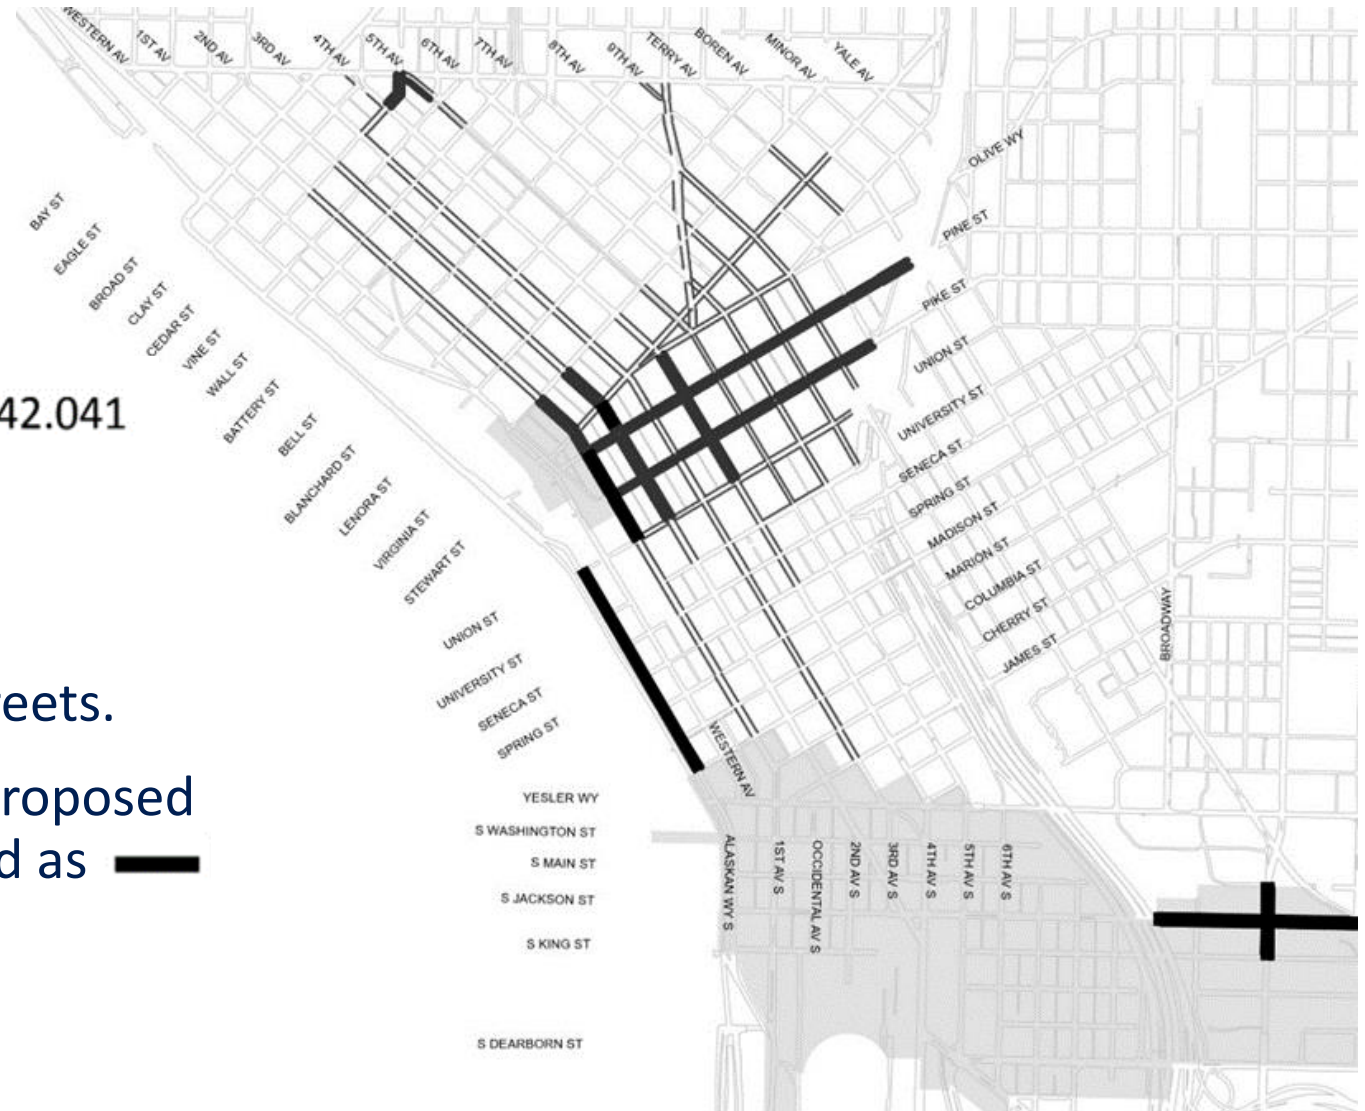 WESTERN AV
1ST AV
2ND AV
3RD AV
4TH AV
5TH AV
6TH AV
7TH AV
8TH AV
9TH AV
TERRY AV
BOREN AV
MINOR AV
YALE AV
OLIVE WY
PINE ST
PIKE ST
UNION ST
UNIVERSITY ST
SENECA ST
SPRING ST
MADISON ST
MARION ST
COLUMBIA ST
CHERRY ST
JAMES ST
BROADWAY
BAY ST
EAGLE ST
BROAD ST
CLAY ST
CEDAR ST
VINE ST
WALL ST
BATTERY ST
BELL ST
BLANCHARD ST
LENORA ST
VIRGINIA ST
STEWART ST
UNION ST
UNIVERSITY ST
SENECA ST
SPRING ST
42.041
reets.
roposed
d as
WESTERN AV
YESLER WY
S WASHINGTON ST
S MAIN ST
S JACKSON ST
S KING ST
S DEARBORN ST
ALASKAN WY S
1ST AV S
OCCIDENTAL AV S
2ND AV S
3RD AV S
4TH AV S
5TH AV S
6TH AV S